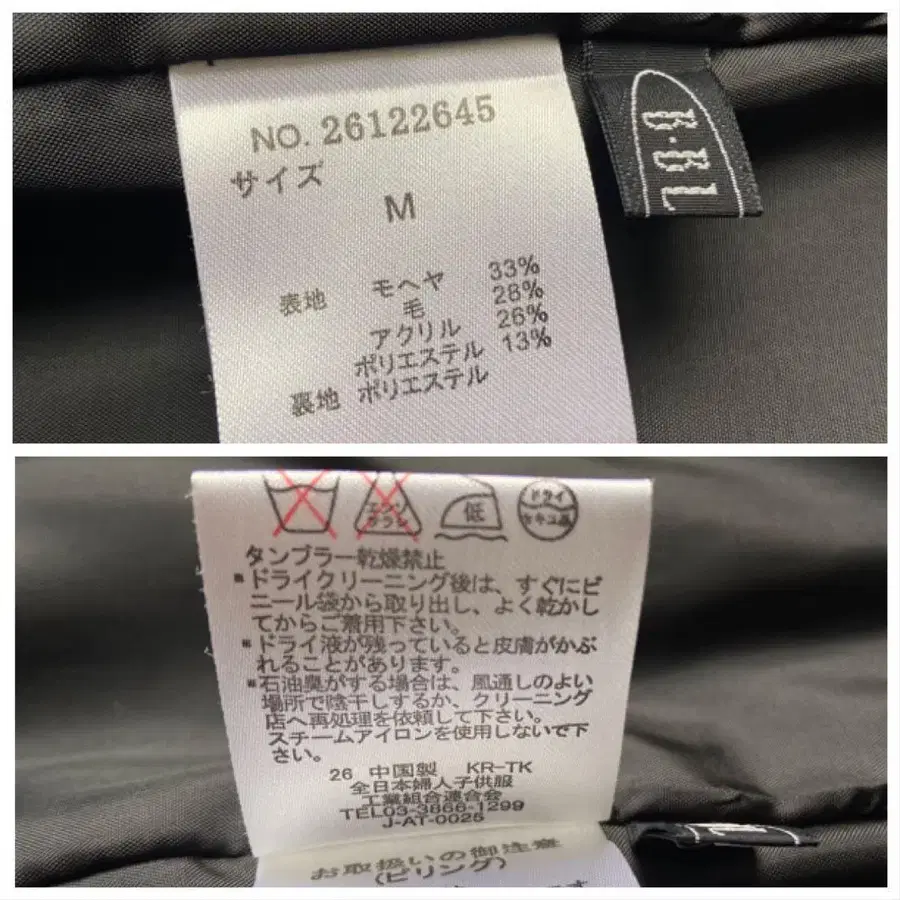 NO. 26122645
サイズ
M
表地 モヘヤ 33%
毛 28%
アクリル 26%
ポリエステル 13%
裏地 ポリエステル
B·BL
低
ドライ
セキユ系
タンブラー乾燥禁止
*ドライクリーニング後は、すぐにビ
ニール袋から取り出し、よく乾かし
てからご着用下さい。
*ドライ液が残っていると皮膚がかぶ
れることがあります。
*石油臭がする場合は、風通しのよい
場所で陰干しするか、クリーニング
店へ再処理を依頼して下さい。
スチームアイロンを使用しないで下
さい。
26 中国製 KR-TK
全日本婦人子供服
工業組合連合会
TEL03-3866-1299
J-AT-0025
お取扱いの御注意
(ピリング)